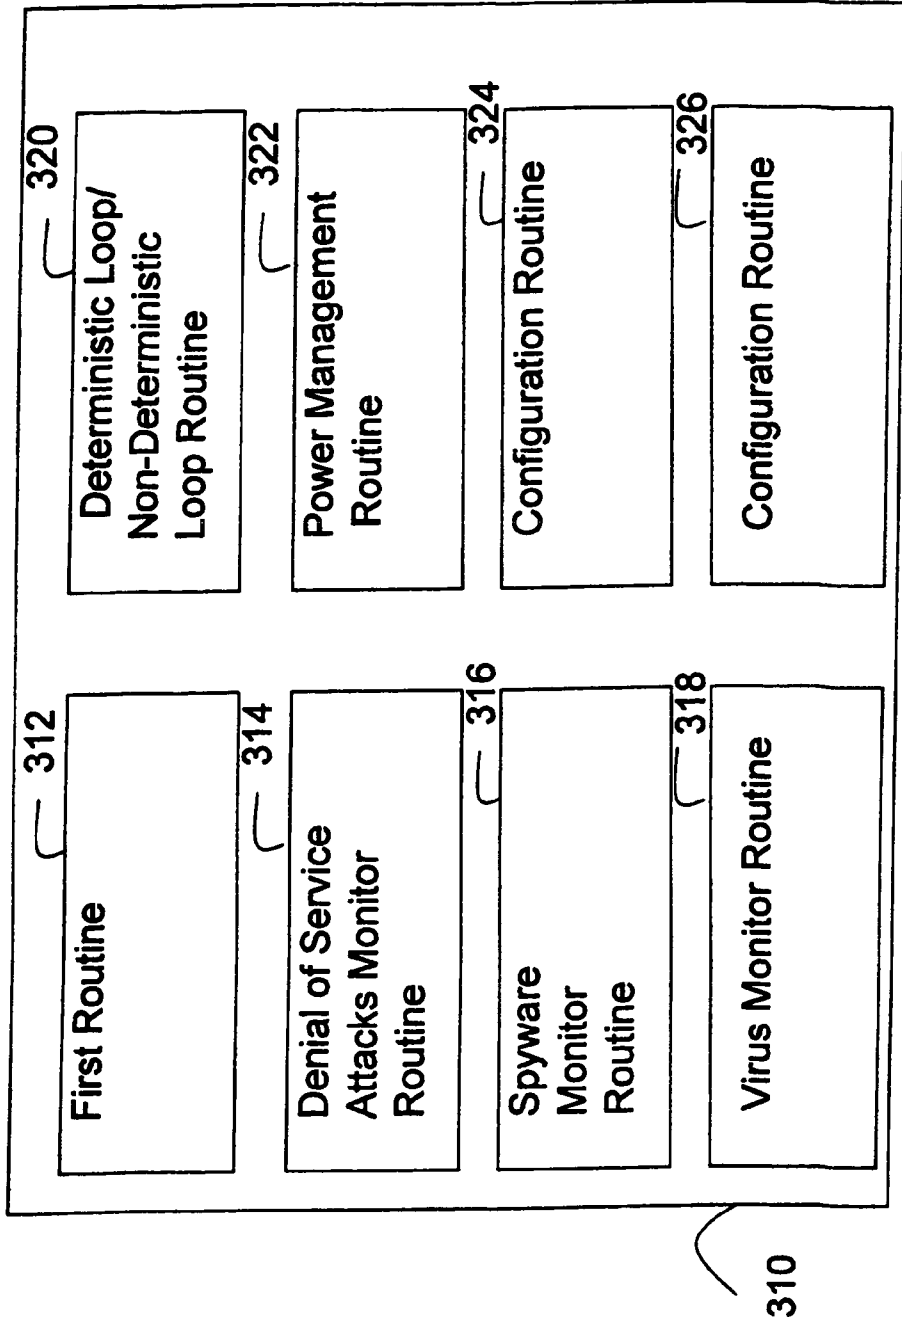 312
First Routine
314
Denial of Service
Attacks Monitor
Routine
316
Spyware
Monitor
Routine
318
Virus Monitor Routine
320
Deterministic Loop/
Non-Deterministic
Loop Routine
322
Power Management
Routine
324
Configuration Routine
326
Configuration Routine
310